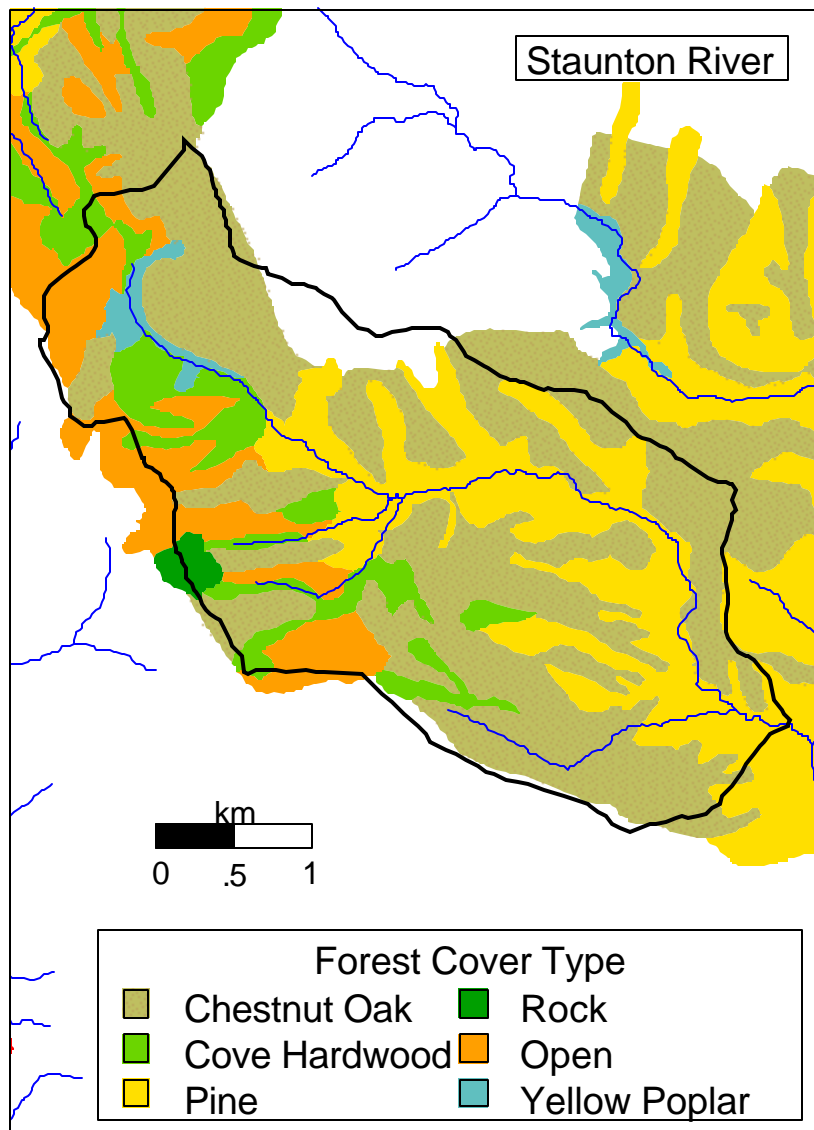 Staunton River
km
0 .5 1
Forest Cover Type
Chestnut Oak Rock
Cove Hardwood Open
Pine Yellow Poplar